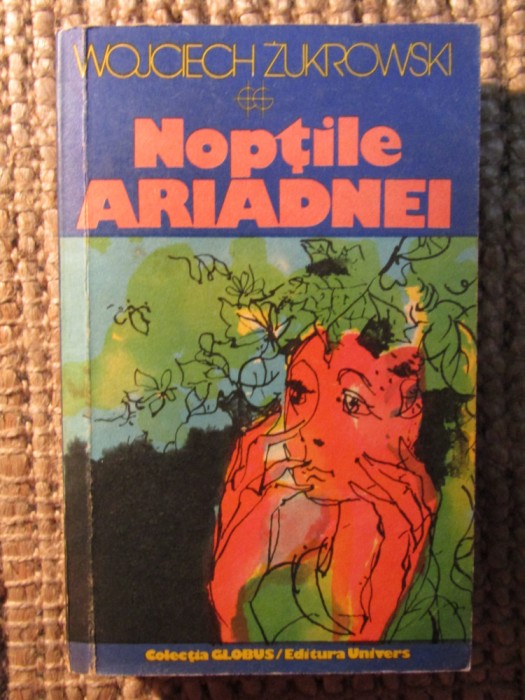 WOJCIECH ŻUKROWSKI
Nopţile
ARIADNEI
Colecţia GLOBUS/Editura Univers